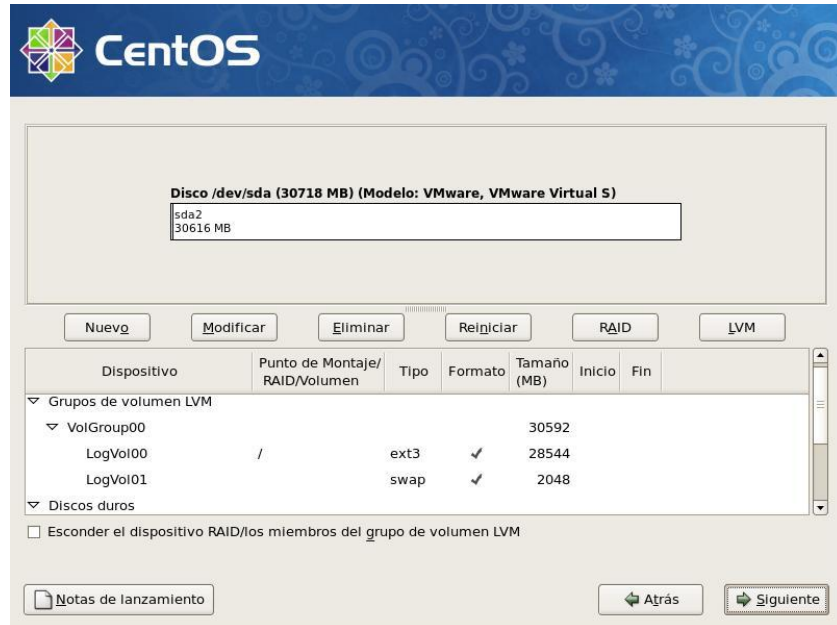 CentOS
Disco /dev/sda (30718 MB) (Modelo: VMware, VMware Virtual S)
sda2
30616 MB
Nuevo Modificar Eliminar Reiniciar RAID LVM
Dispositivo Punto de Montaje/ RAID/Volumen Tipo Formato Tamaño (MB) Inicio Fin
Grupos de volumen LVM
VolGroup00 30592
LogVol00 / ext3 ✓ 28544
LogVol01 swap ✓ 2048
Discos duros
Esconder el dispositivo RAID/los miembros del grupo de volumen LVM
Notas de lanzamiento Atrás Siguiente